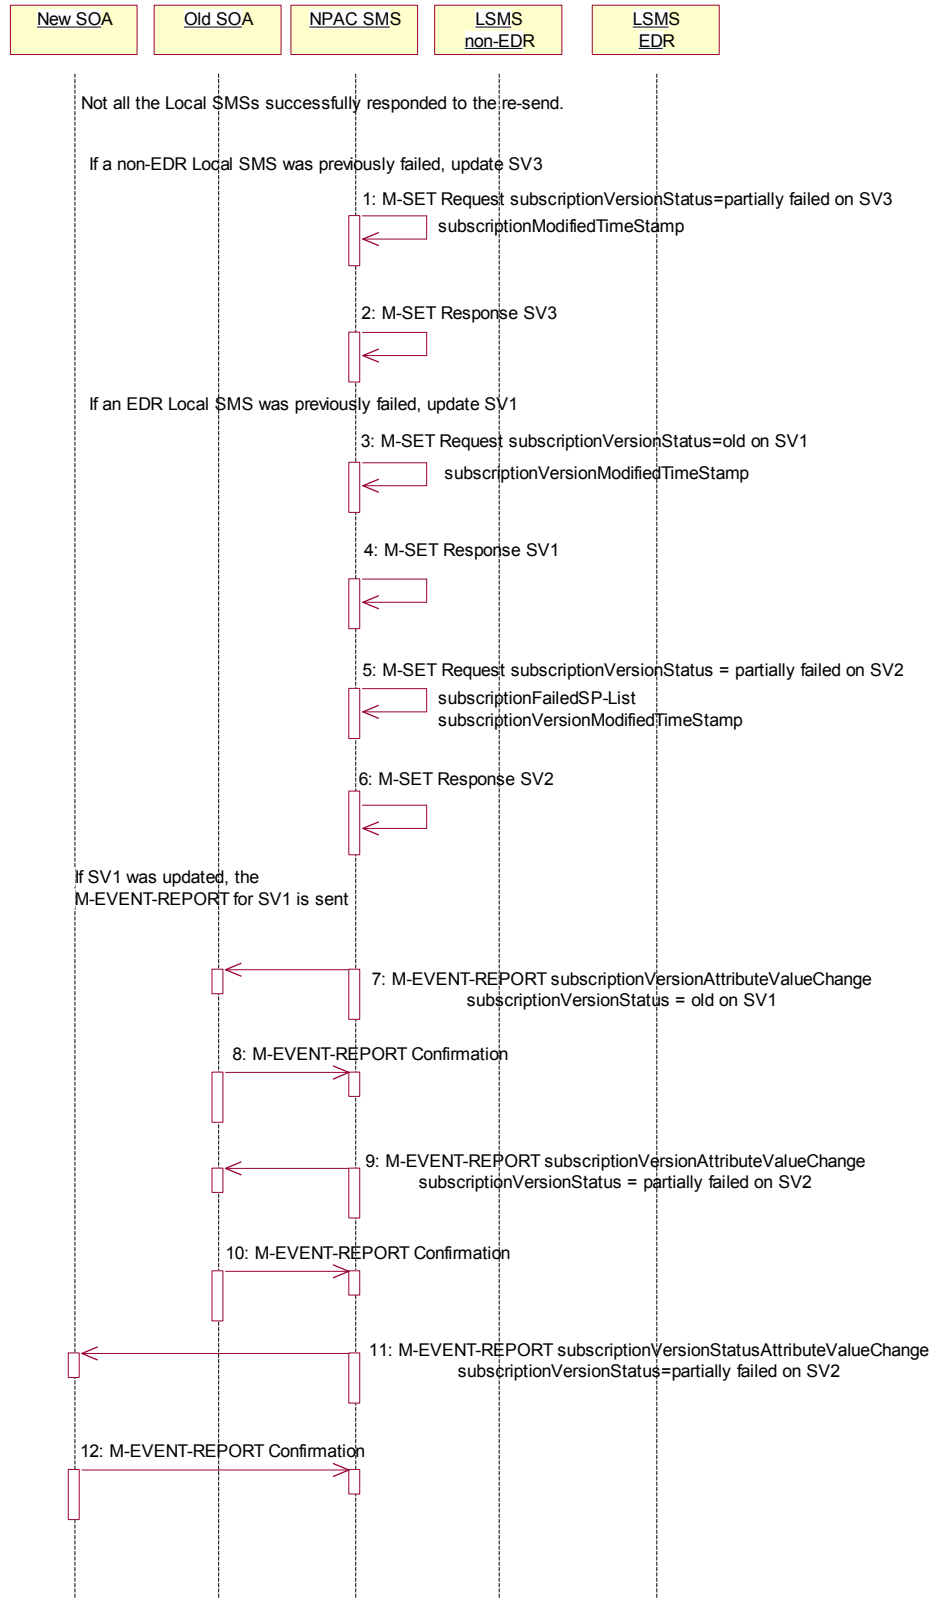 New SOA
Old SOA
NPAC SMS
LSMS
non-EDR
LSMS
EDR
Not all the Local SMSs successfully responded to the re-send.
If a non-EDR Local SMS was previously failed, update SV3
1: M-SET Request subscriptionVersionStatus=partially failed on SV3
subscriptionModifiedTimeStamp
2: M-SET Response SV3
If an EDR Local SMS was previously failed, update SV1
3: M-SET Request subscriptionVersionStatus=old on SV1
subscriptionVersionModifiedTimeStamp
4: M-SET Response SV1
5: M-SET Request subscriptionVersionStatus = partially failed on SV2
subscriptionFailedSP-List
subscriptionVersionModifiedTimeStamp
6: M-SET Response SV2
If SV1 was updated, the
M-EVENT-REPORT for SV1 is sent
7: M-EVENT-REPORT subscriptionVersionAttributeValueChange
subscriptionVersionStatus = old on SV1
8: M-EVENT-REPORT Confirmation
9: M-EVENT-REPORT subscriptionVersionAttributeValueChange
subscriptionVersionStatus = partially failed on SV2
10: M-EVENT-REPORT Confirmation
11: M-EVENT-REPORT subscriptionVersionStatusAttributeValueChange
subscriptionVersionStatus=partially failed on SV2
12: M-EVENT-REPORT Confirmation